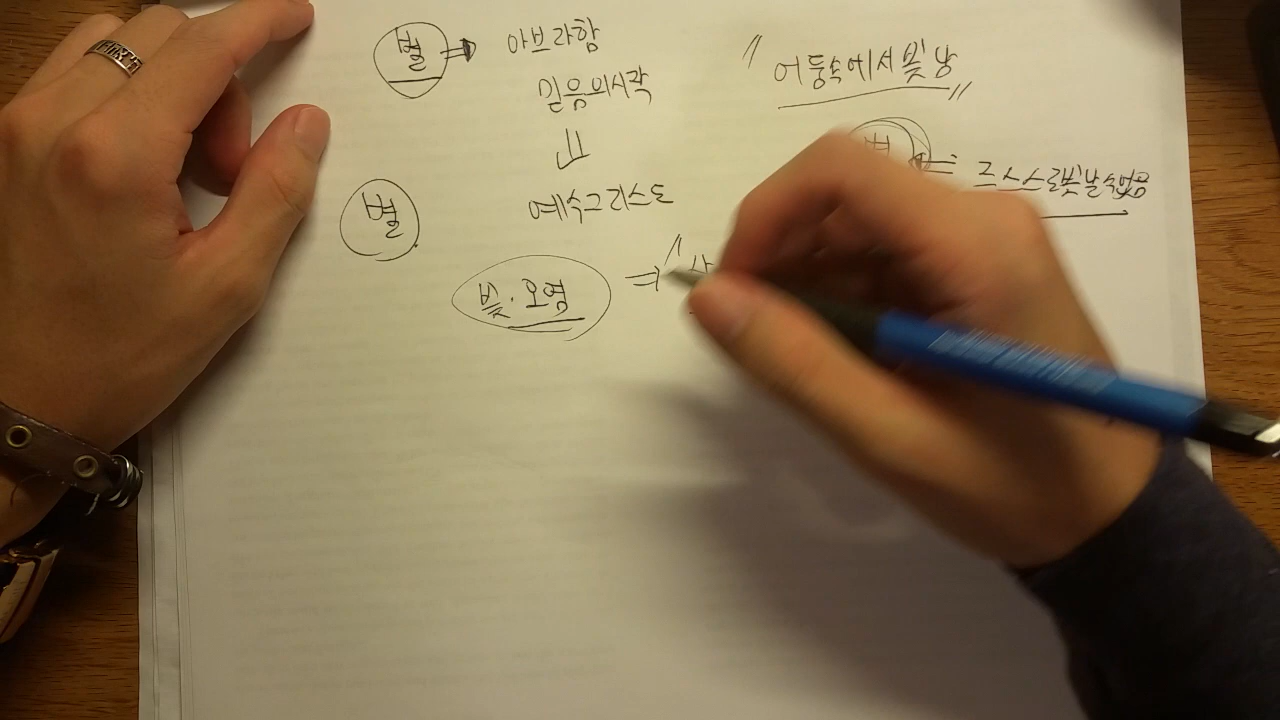 별 ⇒ 아브라함
믿음의시작
⇓
예수그리스도
별
빛·오염 ⇒ "
"어둠속에서 빛남"
별 ⇐ 스스로빛날수없음